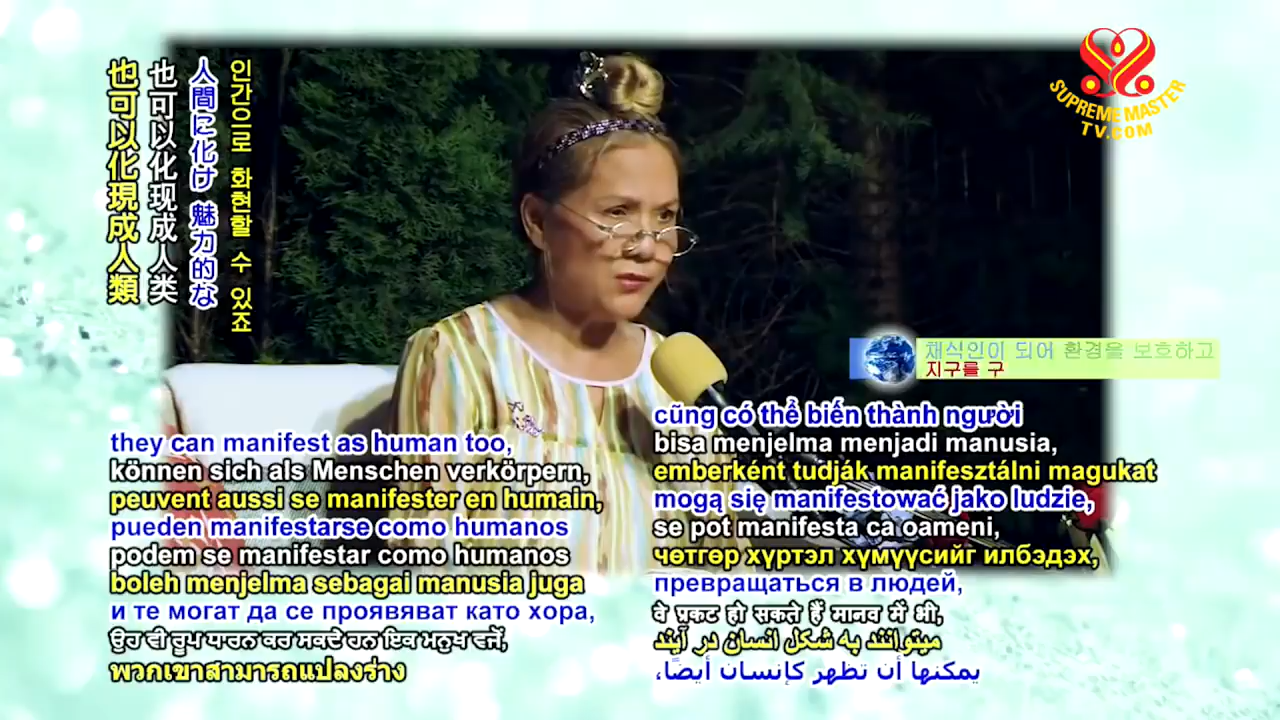 SUPREME MASTER
TV.COM
也可以化現成人類
也可以化现成人类
人間に化け 魅力的な
인간으로 화현할 수 있죠
채식인이 되어 환경을 보호하고
지구를 구
they can manifest as human too,
können sich als Menschen verkörpern,
peuvent aussi se manifester en humain,
pueden manifestarse como humanos
podem se manifestar como humanos
boleh menjelma sebagai manusia juga
и те могат да се проявяват като хора,
ਉਹ ਵੀ ਰੂਪ ਧਾਰਨ ਕਰ ਸਕਦੇ ਹਨ ਇਕ ਮਨੁਖ ਵਜੋਂ,
พวกเขาสามารถแปลงร่าง
cũng có thể biến thành người
bisa menjelma menjadi manusia,
emberként tudják manifesztálni magukat
mogą się manifestować jako ludzie,
se pot manifesta ca oameni,
чөтгөр хүртэл хүмүүсийг илбэдэх,
превращаться в людей,
वे प्रकट हो सकते हैं मानव में भी,
میتوانند به شکل انسان در آیند
يمكنها أن تظهر كإنسان أيضًا،